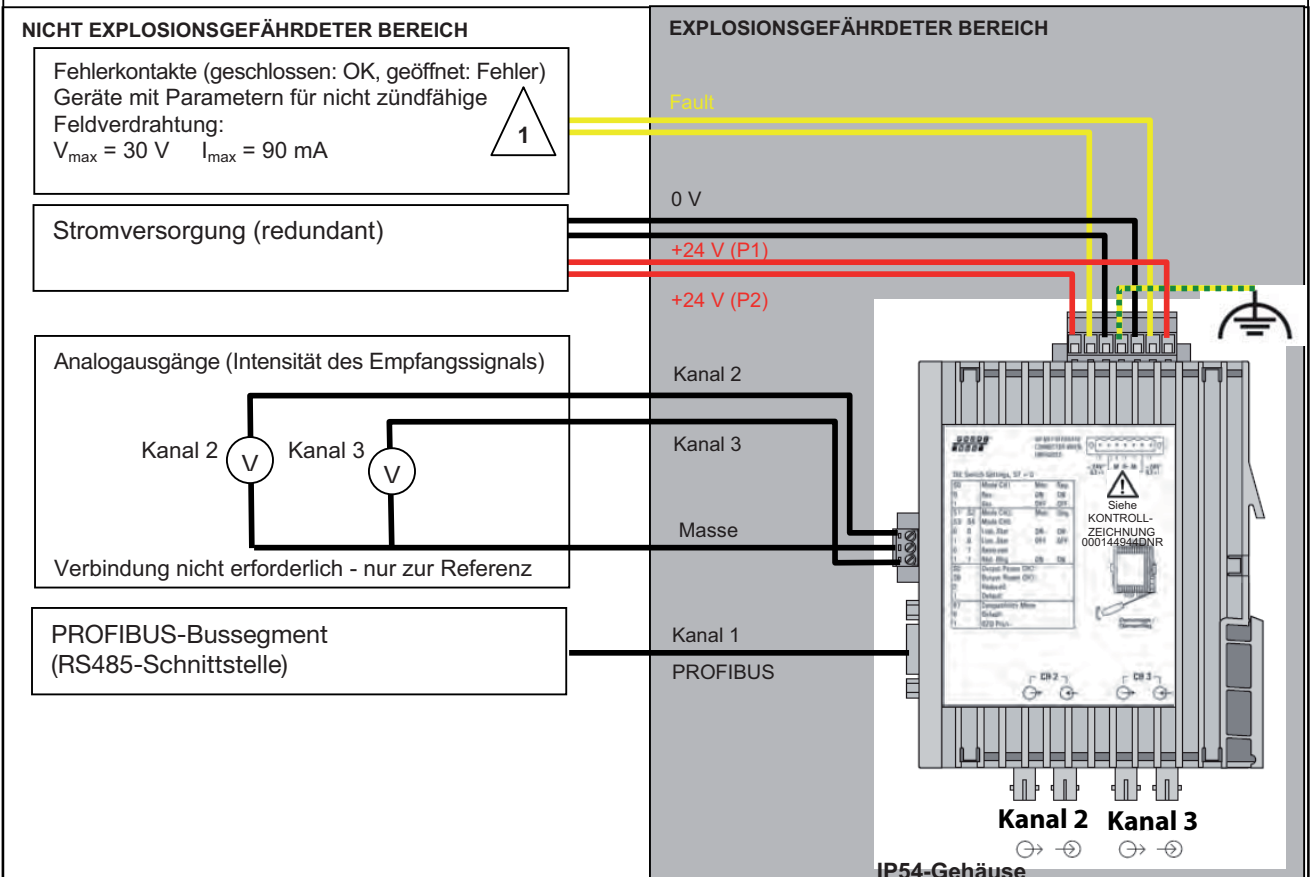 NICHT EXPLOSIONSGEFÄHRDETER BEREICH
Fehlerkontakte (geschlossen: OK, geöffnet: Fehler)
Geräte mit Parametern für nicht zündfähige
Feldverdrahtung:
Vmax = 30 V Imax = 90 mA
1
Stromversorgung (redundant)
Analogausgänge (Intensität des Empfangssignals)
Kanal 2
V
Kanal 3
V
Verbindung nicht erforderlich - nur zur Referenz
PROFIBUS-Bussegment
(RS485-Schnittstelle)
EXPLOSIONSGEFÄHRDETER BEREICH
Fault
0 V
+24 V (P1)
+24 V (P2)
Kanal 2
Kanal 3
Masse
Kanal 1
PROFIBUS
Siehe
KONTROLL-
ZEICHNUNG
000144944DNR
CH 2
CH 3
Kanal 2
Kanal 3
IP54-Gehäuse